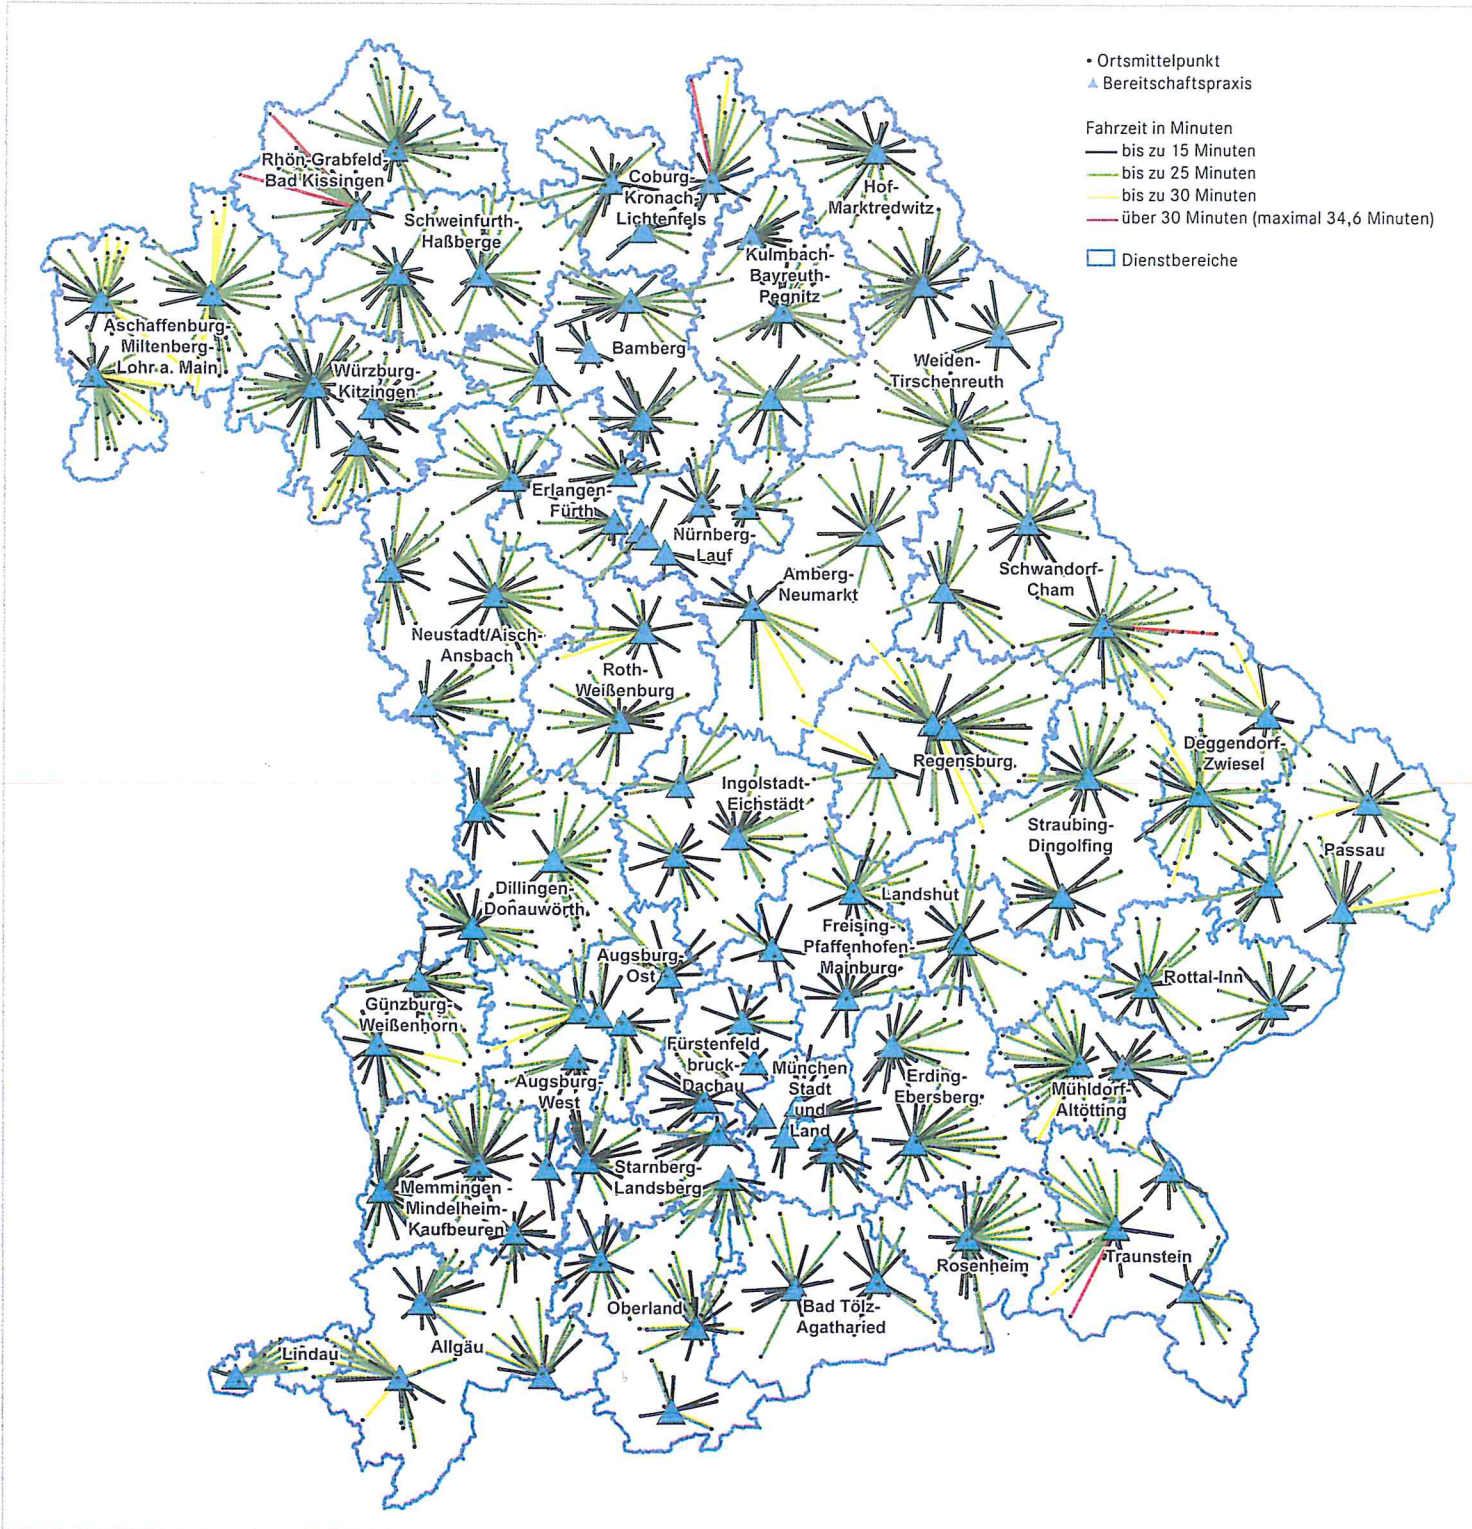 Ortsmittelpunkt
Bereitschaftspraxis
Fahrzeit in Minuten
bis zu 15 Minuten
bis zu 25 Minuten
bis zu 30 Minuten
über 30 Minuten (maximal 34,6 Minuten)
Dienstbereiche
Rhön-Grabfeld-
Bad Kissingen
Coburg-
Kronach-
Lichtenfels
Hof-
Marktredwitz
Schweinfurth-
Haßberge
Kulmbach-
Bayreuth-
Pegnitz
Aschaffenburg-
Miltenberg-
Lohr a. Main
Bamberg
Würzburg-
Kitzingen
Weiden-
Tirschenreuth
Erlangen-
Fürth
Nürnberg-
Lauf
Amberg-
Neumarkt
Schwandorf-
Cham
Neustadt/Aisch-
Ansbach
Roth-
Weißenburg
Regensburg
Deggendorf-
Zwiesel
Ingolstadt-
Eichstädt
Straubing-
Dingolfing
Passau
Dillingen-
Donauwörth
Landshut
Freising-
Pfaffenhofen-
Mainburg
Augsburg-
Ost
Rottal-Inn
Günzburg-
Weißenhorn
Fürstenfeld
bruck-
Dachau
München
Stadt
und
Land
Augsburg-
West
Erding-
Ebersberg
Mühldorf-
Altötting
Starnberg-
Landsberg
Memmingen -
Mindelheim-
Kaufbeuren
Rosenheim
Traunstein
Oberland
Bad Tölz-
Agatharied
Allgäu
Lindau